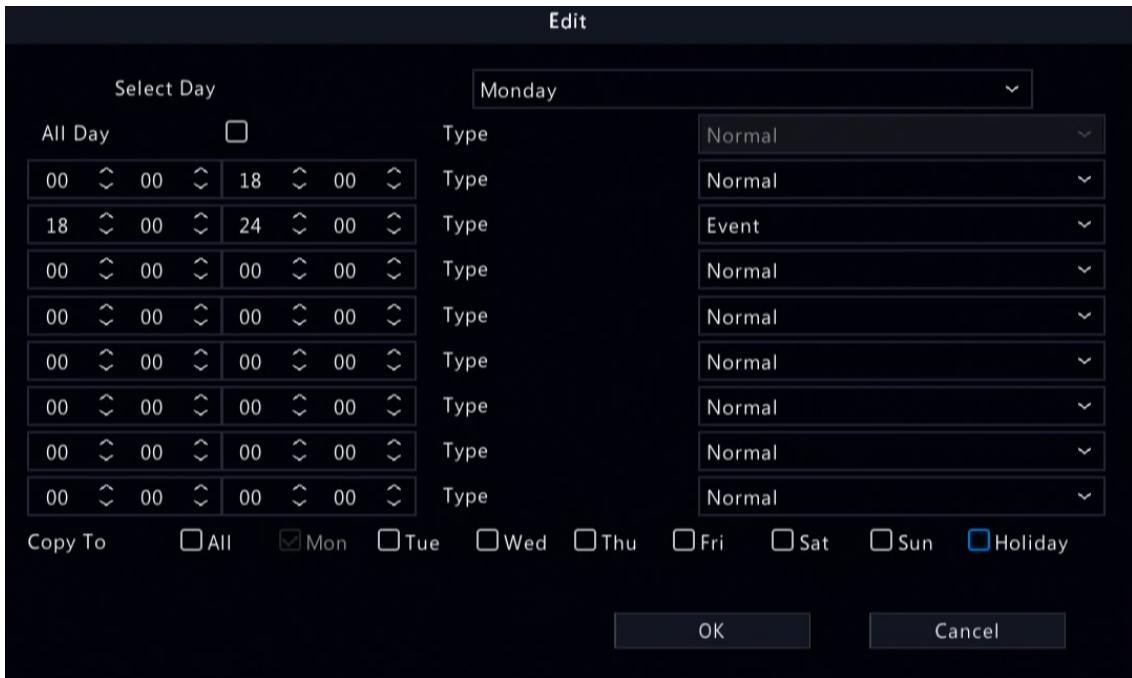 Edit
Select Day Monday
All Day Type Normal
00 00 18 00 Type Normal
18 00 24 00 Type Event
00 00 00 00 Type Normal
00 00 00 00 Type Normal
00 00 00 00 Type Normal
00 00 00 00 Type Normal
00 00 00 00 Type Normal
00 00 00 00 Type Normal
Copy To All Mon Tue Wed Thu Fri Sat Sun Holiday
OK Cancel